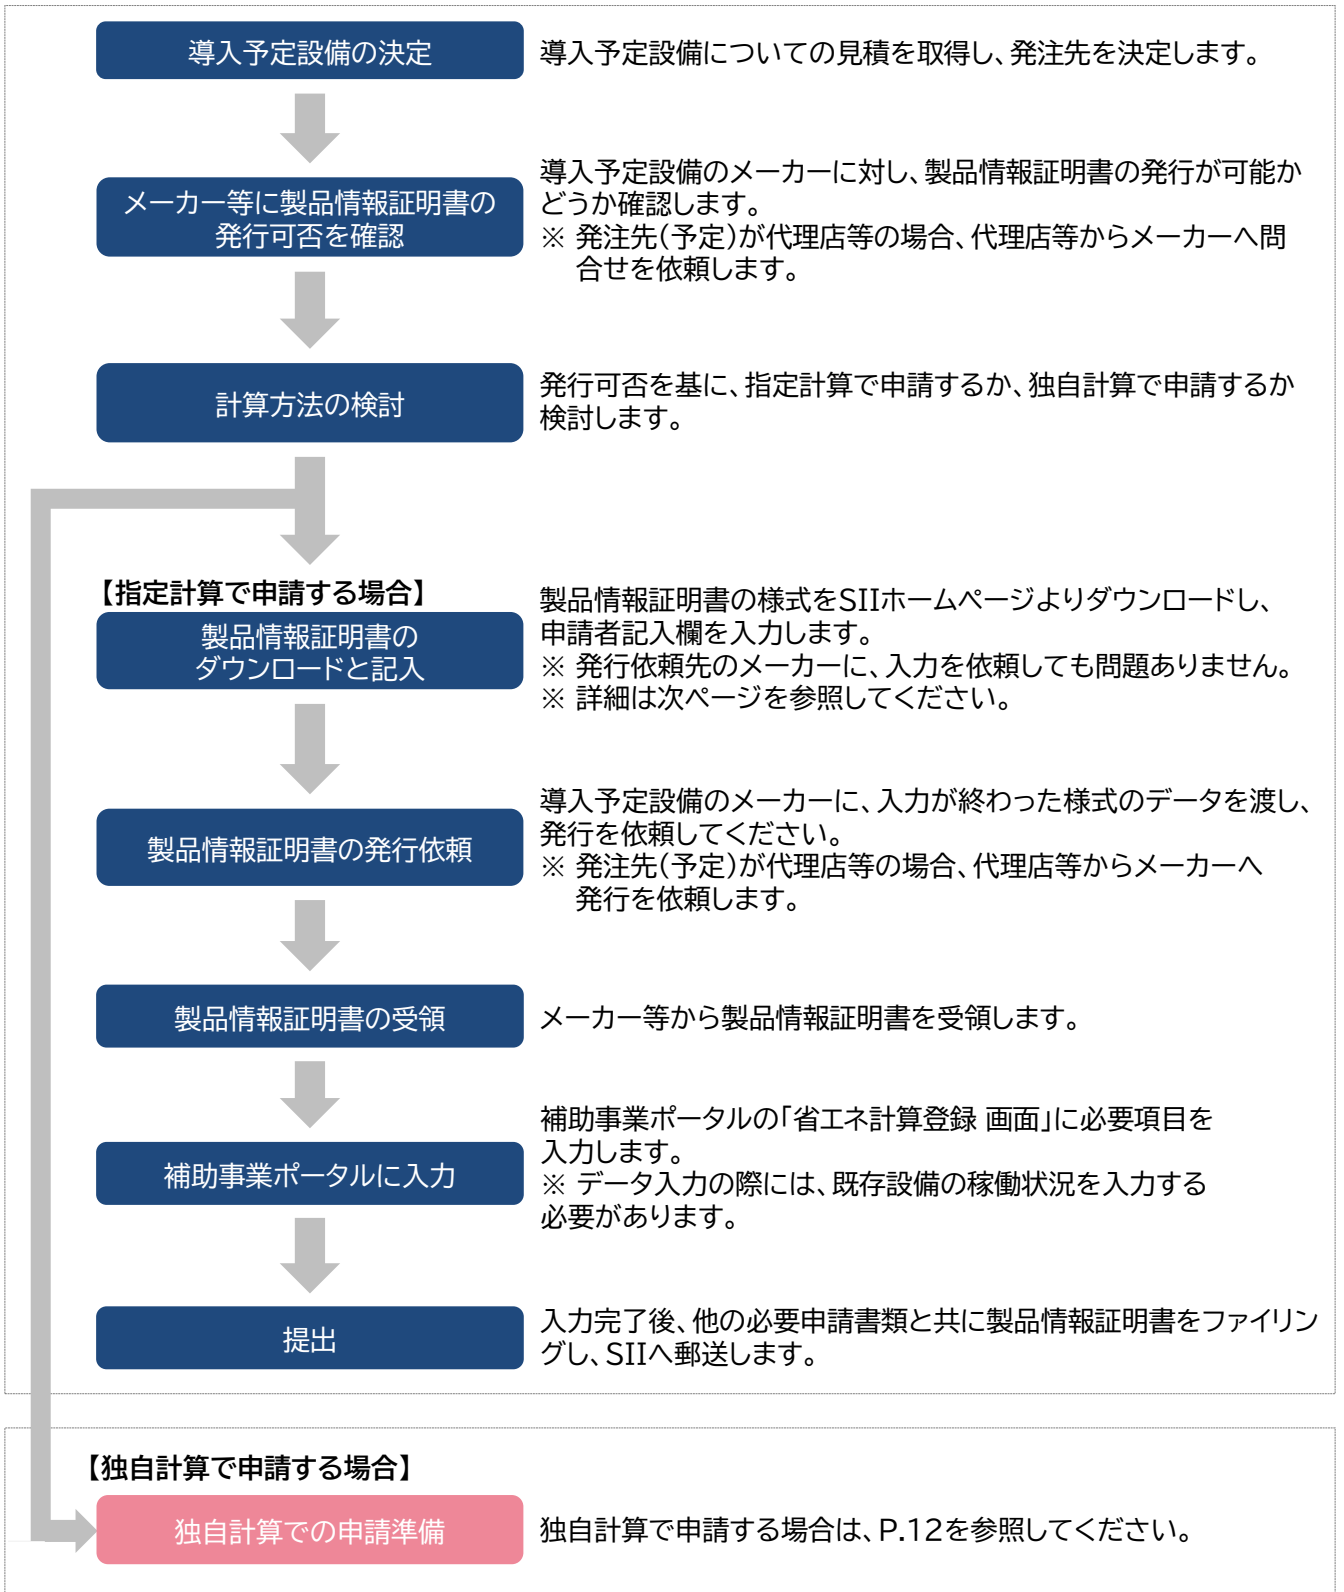 導入予定設備の決定
導入予定設備についての見積を取得し、発注先を決定します。
メーカー等に製品情報証明書の
発行可否を確認
導入予定設備のメーカーに対し、製品情報証明書の発行が可能か
どうか確認します。
※ 発注先(予定)が代理店等の場合、代理店等からメーカーへ問
合せを依頼します。
計算方法の検討
発行可否を基に、指定計算で申請するか、独自計算で申請するか
検討します。
【指定計算で申請する場合】
製品情報証明書の
ダウンロードと記入
製品情報証明書の様式をSIIホームページよりダウンロードし、
申請者記入欄を入力します。
※ 発行依頼先のメーカーに、入力を依頼しても問題ありません。
※ 詳細は次ページを参照してください。
製品情報証明書の発行依頼
導入予定設備のメーカーに、入力が終わった様式のデータを渡し、
発行を依頼してください。
※ 発注先(予定)が代理店等の場合、代理店等からメーカーへ
発行を依頼します。
製品情報証明書の受領
メーカー等から製品情報証明書を受領します。
補助事業ポータルに入力
補助事業ポータルの「省エネ計算登録 画面」に必要項目を
入力します。
※ データ入力の際には、既存設備の稼働状況を入力する
必要があります。
提出
入力完了後、他の必要申請書類と共に製品情報証明書をファイリン
グし、SIIへ郵送します。
【独自計算で申請する場合】
独自計算での申請準備
独自計算で申請する場合は、P.12を参照してください。